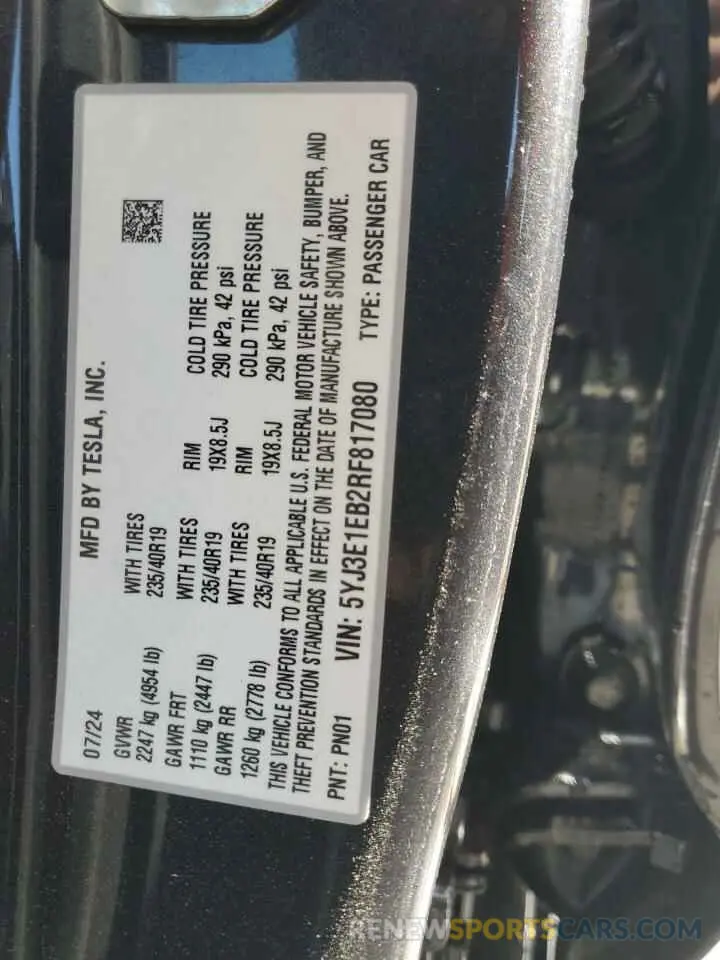 MFD BY TESLA, INC.
07/24
GVWR WITH TIRES
2247 kg (4954 lb) 235/40R19
GAWR FRT WITH TIRES RIM COLD TIRE PRESSURE
1110 kg (2447 lb) 235/40R19 19X8.5J 290 kPa, 42 psi
GAWR RR WITH TIRES RIM COLD TIRE PRESSURE
1260 kg (2778 lb) 235/40R19 19X8.5J 290 kPa, 42 psi
THIS VEHICLE CONFORMS TO ALL APPLICABLE U.S. FEDERAL MOTOR VEHICLE SAFETY, BUMPER, AND
THEFT PREVENTION STANDARDS IN EFFECT ON THE DATE OF MANUFACTURE SHOWN ABOVE.
PNT: PN01 VIN: 5YJ3E1EB2RF817080 TYPE: PASSENGER CAR
RENEWSPORTSCARS.COM